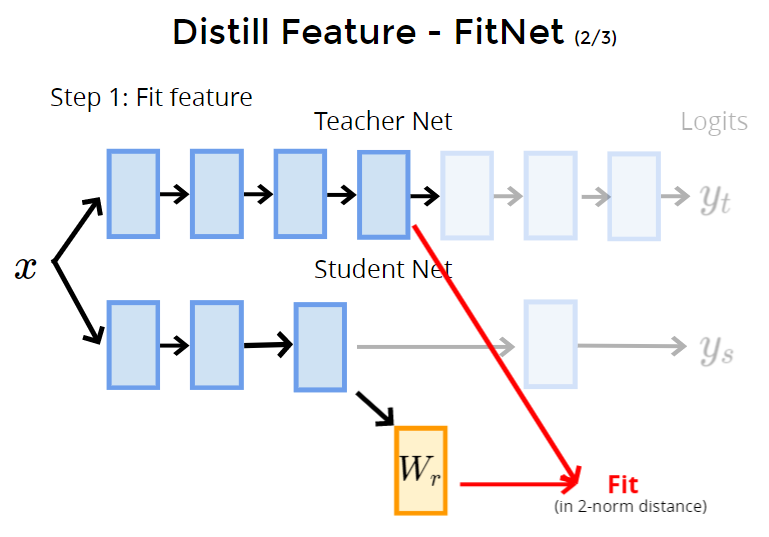 Distill Feature - FitNet (2/3)
Step 1: Fit feature
Teacher Net
Logits
y_t
x
Student Net
y_s
W_r
Fit
(in 2-norm distance)